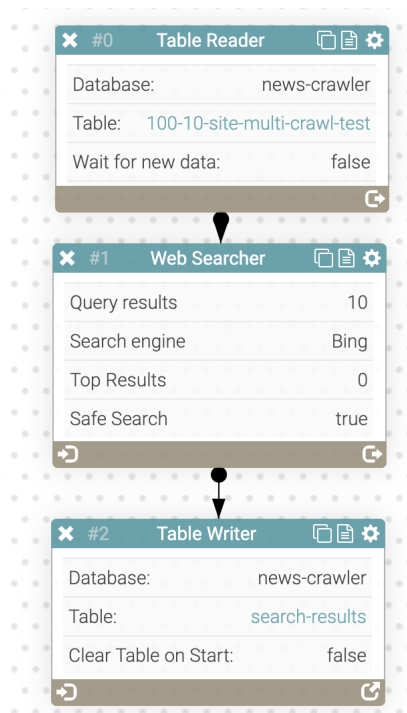 #0 Table Reader
Database: news-crawler
Table: 100-10-site-multi-crawl-test
Wait for new data: false
#1 Web Searcher
Query results 10
Search engine Bing
Top Results 0
Safe Search true
#2 Table Writer
Database: news-crawler
Table: search-results
Clear Table on Start: false